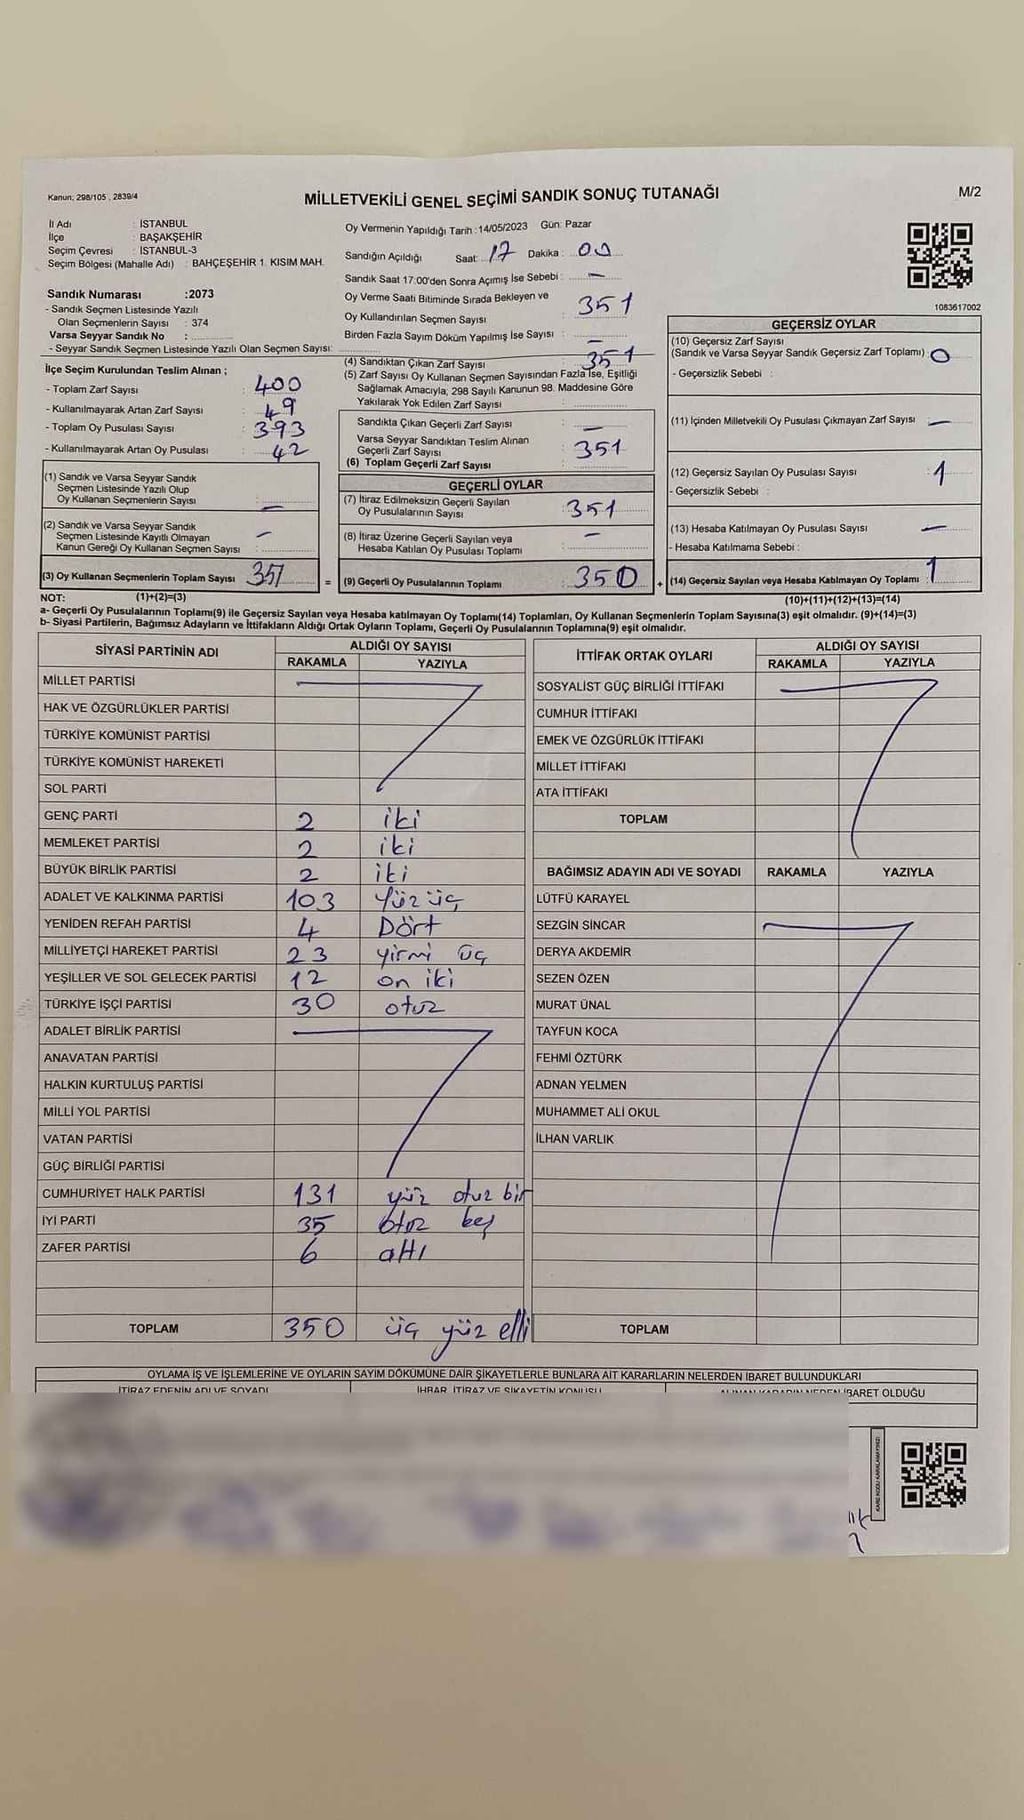 Kanun; 298/105 , 2839/4
MİLLETVEKİLİ GENEL SEÇİMİ SANDIK SONUÇ TUTANAĞI
M/2
İl Adı : İSTANBUL
İlçe : BAŞAKŞEHİR
Seçim Çevresi : İSTANBUL-3
Seçim Bölgesi (Mahalle Adı) : BAHÇEŞEHİR 1. KISIM MAH.
Sandık Numarası :2073
- Sandık Seçmen Listesinde Yazılı
Olan Seçmenlerin Sayısı : 374
Varsa Seyyar Sandık No :
- Seyyar Sandık Seçmen Listesinde Yazılı Olan Seçmen Sayısı:
İlçe Seçim Kurulundan Teslim Alınan ;
- Toplam Zarf Sayısı : 400
- Kullanılmayarak Artan Zarf Sayısı : 49
- Toplam Oy Pusulası Sayısı : 393
- Kullanılmayarak Artan Oy Pusulası : 42
(1) Sandık ve Varsa Seyyar Sandık
Seçmen Listesinde Yazılı Olup
Oy Kullanan Seçmenlerin Sayısı : —
(2) Sandık ve Varsa Seyyar Sandık
Seçmen Listesinde Kayıtlı Olmayan
Kanun Gereği Oy Kullanan Seçmen Sayısı : —
(3) Oy Kullanan Seçmenlerin Toplam Sayısı 351
Oy Vermenin Yapıldığı Tarih :14/05/2023 Gün: Pazar
Sandığın Açıldığı Saat: 17 Dakika : 00
Sandık Saat 17:00'den Sonra Açılmış İse Sebebi : —
Oy Verme Saati Bitiminde Sırada Bekleyen ve
Oy Kullandırılan Seçmen Sayısı : 351
Birden Fazla Sayım Döküm Yapılmış İse Sayısı : —
(4) Sandıktan Çıkan Zarf Sayısı : 351
(5) Zarf Sayısı Oy Kullanan Seçmen Sayısından Fazla İse, Eşitliği
Sağlamak Amacıyla, 298 Sayılı Kanunun 98. Maddesine Göre
Yakılarak Yok Edilen Zarf Sayısı :
Sandıkta Çıkan Geçerli Zarf Sayısı : —
Varsa Seyyar Sandıktan Teslim Alınan
Geçerli Zarf Sayısı :
(6) Toplam Geçerli Zarf Sayısı : 351
GEÇERLİ OYLAR
(7) İtiraz Edilmeksizin Geçerli Sayılan
Oy Pusulalarının Sayısı : 351
(8) İtiraz Üzerine Geçerli Sayılan veya
Hesaba Katılan Oy Pusulası Toplamı : —
= (9) Geçerli Oy Pusulalarının Toplamı : 350 +
1083617002
GEÇERSİZ OYLAR
(10) Geçersiz Zarf Sayısı
(Sandık ve Varsa Seyyar Sandık Geçersiz Zarf Toplamı) : 0
- Geçersizlik Sebebi :
(11) İçinden Milletvekili Oy Pusulası Çıkmayan Zarf Sayısı : —
(12) Geçersiz Sayılan Oy Pusulası Sayısı : 1
- Geçersizlik Sebebi :
(13) Hesaba Katılmayan Oy Pusulası Sayısı : —
- Hesaba Katılmama Sebebi :
(14) Geçersiz Sayılan veya Hesaba Katılmayan Oy Toplamı : 1
NOT: (1)+(2)=(3) (10)+(11)+(12)+(13)=(14)
a- Geçerli Oy Pusulalarının Toplamı(9) ile Geçersiz Sayılan veya Hesaba katılmayan Oy Toplamı(14) Toplamları, Oy Kullanan Seçmenlerin Toplam Sayısına(3) eşit olmalıdır. (9)+(14)=(3)
b- Siyasi Partilerin, Bağımsız Adayların ve İttifakların Aldığı Ortak Oyların Toplamı, Geçerli Oy Pusulalarının Toplamına(9) eşit olmalıdır.
SİYASİ PARTİNİN ADI ALDIĞI OY SAYISI
RAKAMLA YAZIYLA
MİLLET PARTİSİ
HAK VE ÖZGÜRLÜKLER PARTİSİ
TÜRKİYE KOMÜNİST PARTİSİ
TÜRKİYE KOMÜNİST HAREKETİ
SOL PARTİ
GENÇ PARTİ 2 iki
MEMLEKET PARTİSİ 2 iki
BÜYÜK BİRLİK PARTİSİ 2 iki
ADALET VE KALKINMA PARTİSİ 103 Yüz üç
YENİDEN REFAH PARTİSİ 4 Dört
MİLLİYETÇİ HAREKET PARTİSİ 23 yirmi üç
YEŞİLLER VE SOL GELECEK PARTİSİ 12 on iki
TÜRKİYE İŞÇİ PARTİSİ 30 otuz
ADALET BİRLİK PARTİSİ
ANAVATAN PARTİSİ
HALKIN KURTULUŞ PARTİSİ
MİLLİ YOL PARTİSİ
VATAN PARTİSİ
GÜÇ BİRLİĞİ PARTİSİ
CUMHURİYET HALK PARTİSİ 131 yüz otuz bir
İYİ PARTİ 35 otuz beş
ZAFER PARTİSİ 6 altı
TOPLAM 350 üç yüz elli
İTTİFAK ORTAK OYLARI ALDIĞI OY SAYISI
RAKAMLA YAZIYLA
SOSYALİST GÜÇ BİRLİĞİ İTTİFAKI
CUMHUR İTTİFAKI
EMEK VE ÖZGÜRLÜK İTTİFAKI
MİLLET İTTİFAKI
ATA İTTİFAKI
TOPLAM
BAĞIMSIZ ADAYIN ADI VE SOYADI RAKAMLA YAZIYLA
LÜTFÜ KARAYEL
SEZGİN SİNCAR
DERYA AKDEMİR
SEZEN ÖZEN
MURAT ÜNAL
TAYFUN KOCA
FEHMİ ÖZTÜRK
ADNAN YELMEN
MUHAMMET ALİ OKUL
İLHAN VARLIK
TOPLAM
OYLAMA İŞ VE İŞLEMLERİNE VE OYLARIN SAYIM DÖKÜMÜNE DAİR ŞİKAYETLERLE BUNLARA AİT KARARLARIN NELERDEN İBARET BULUNDUKLARI
İTİRAZ EDENİN ADI VE SOYADI İHBAR, İTİRAZ VE ŞİKAYETİN KONUSU ALINAN KARARIN NEDEN İBARET OLDUĞU
KARE KODU KARALAMAYINIZ!